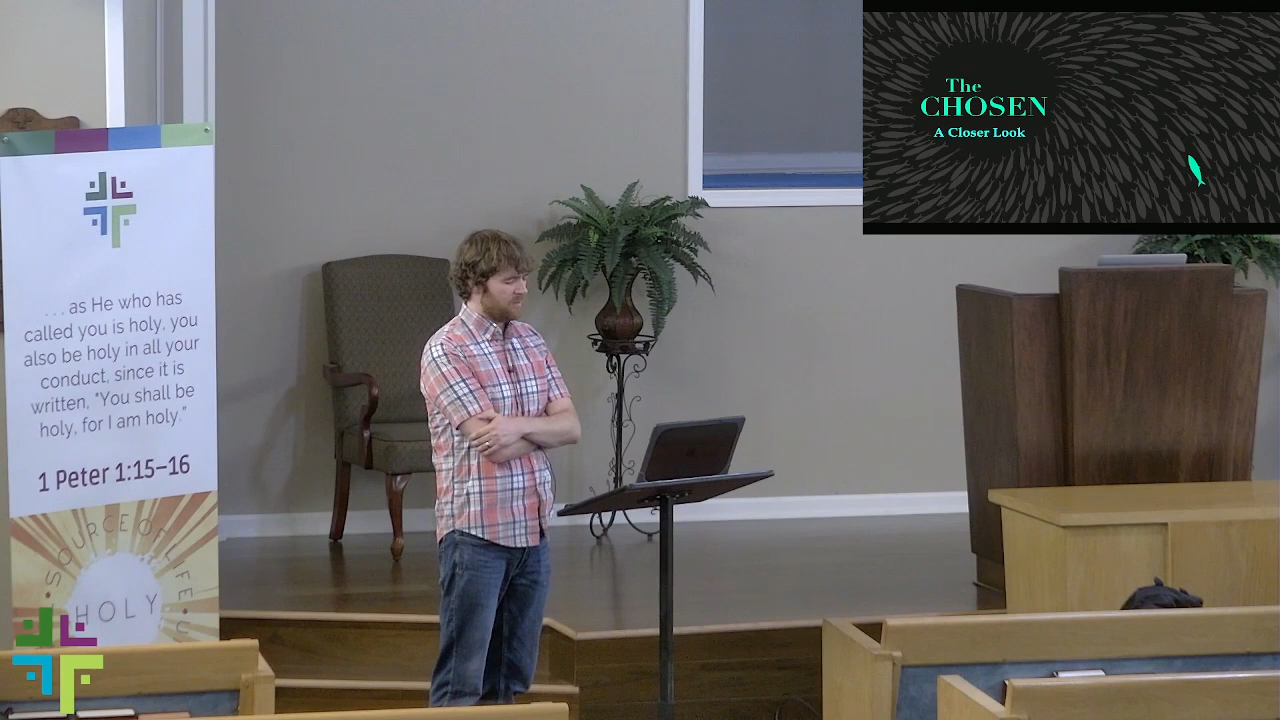 . . . as He who has
called you is holy, you
also be holy in all your
conduct, since it is
written, "You shall be
holy, for I am holy."
1 Peter 1:15–16
SOURCE OF LIFE
HOLY
The
CHOSEN
A Closer Look